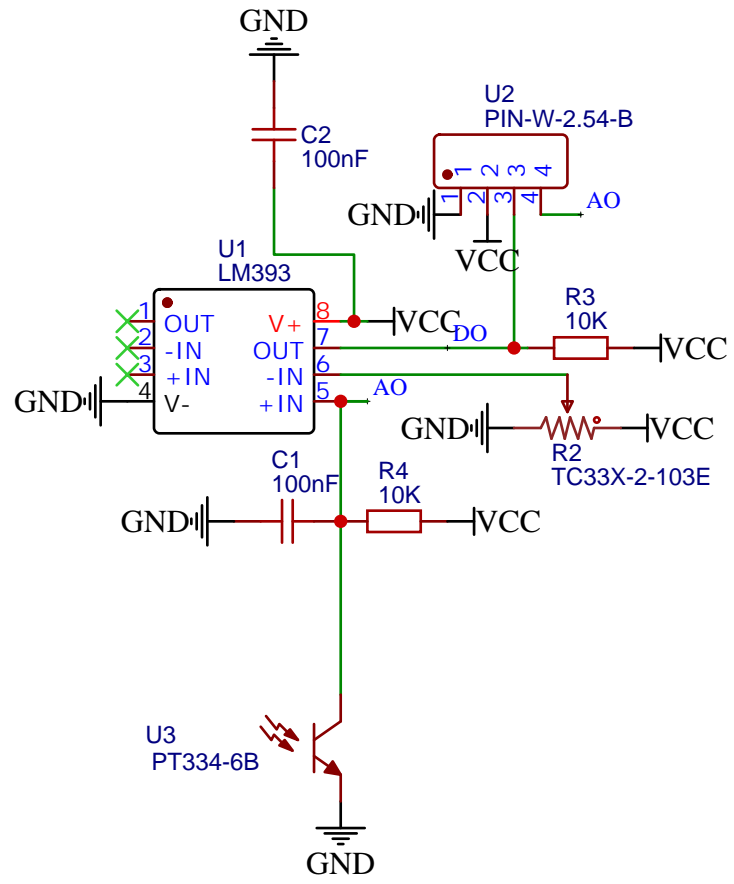 GND
C2
100nF
U2
PIN-W-2.54-B
1
2
3
4
1
2
3
4
GND
VCC
AO
U1
LM393
1
OUT
2
-IN
3
+IN
4
V-
8
V+
7
OUT
6
-IN
5
+IN
VCC
DO
AO
GND
R3
10K
VCC
GND
VCC
R2
TC33X-2-103E
C1
100nF
GND
R4
10K
VCC
U3
PT334-6B
GND